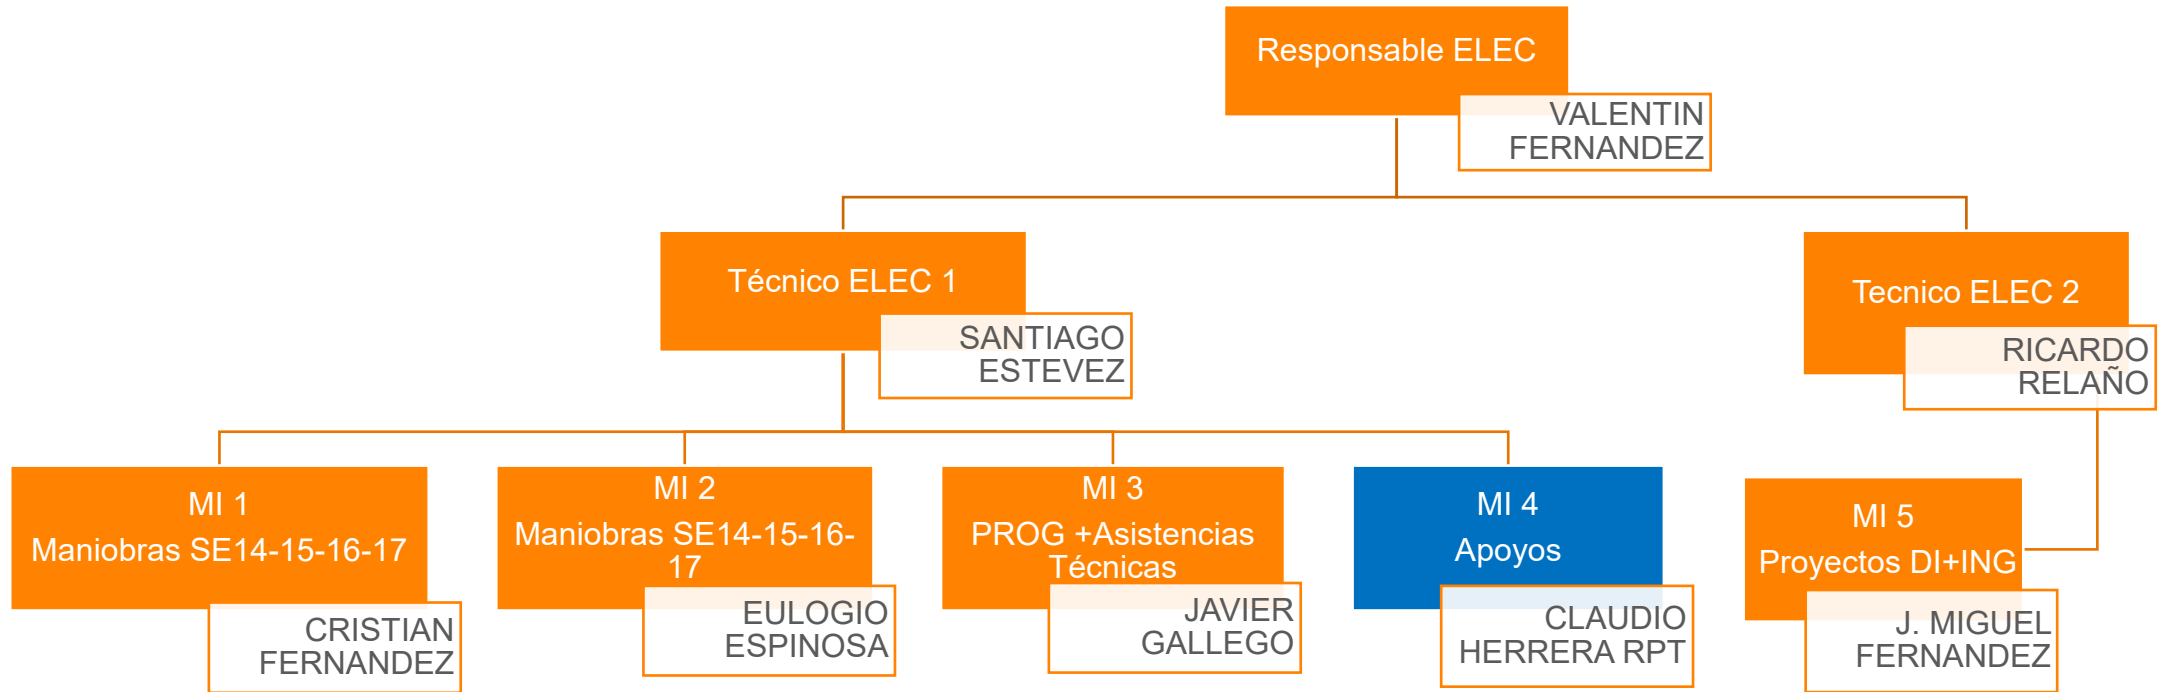 Responsable ELEC
VALENTIN
FERNANDEZ
Técnico ELEC 1
SANTIAGO
ESTEVEZ
Tecnico ELEC 2
RICARDO
RELAÑO
MI 1
Maniobras SE14-15-16-17
CRISTIAN
FERNANDEZ
MI 2
Maniobras SE14-15-16-
17
EULOGIO
ESPINOSA
MI 3
PROG +Asistencias
Técnicas
JAVIER
GALLEGO
MI 4
Apoyos
CLAUDIO
HERRERA RPT
MI 5
Proyectos DI+ING
J. MIGUEL
FERNANDEZ